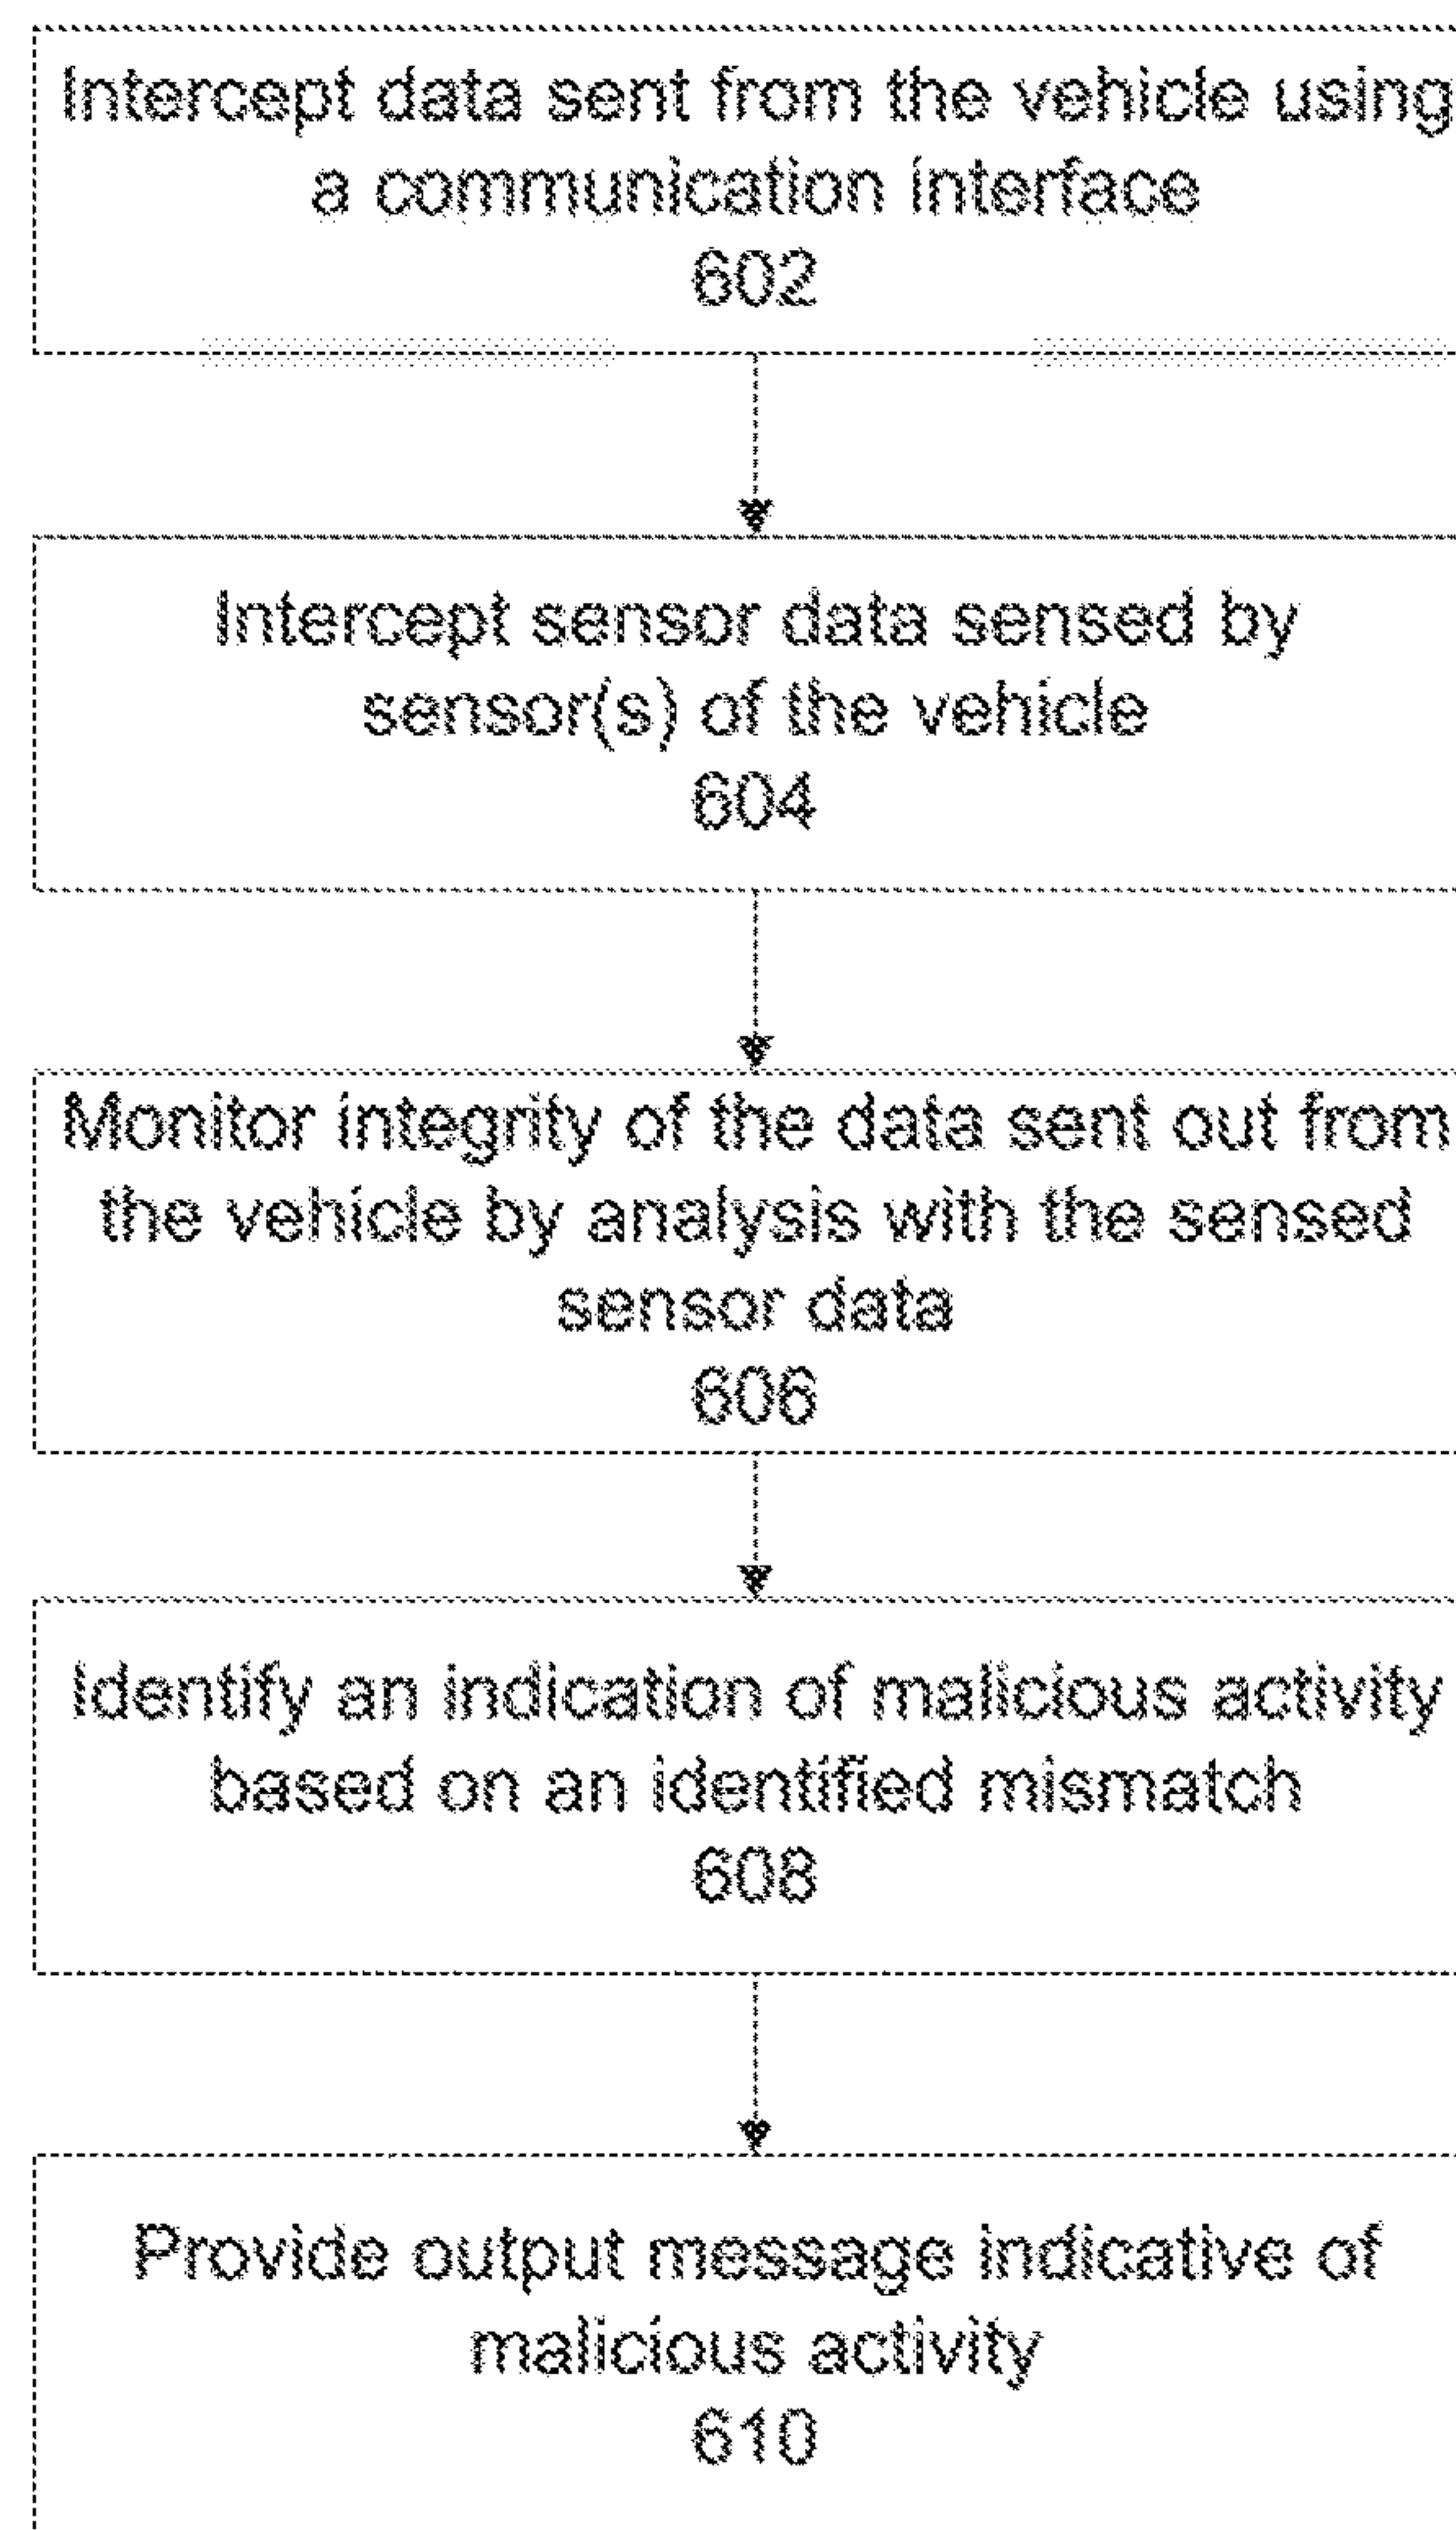 Intercept data sent from the vehicle using
a communication interface
602
Intercept sensor data sensed by
sensor(s) of the vehicle
604
Monitor integrity of the data sent out from
the vehicle by analysis with the sensed
sensor data
606
Identify an indication of malicious activity
based on an identified mismatch
608
Provide output message indicative of
malicious activity
610